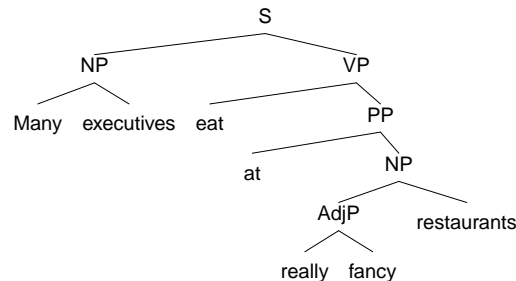 S
NP VP
Many executives eat PP
at NP
AdjP restaurants
really fancy